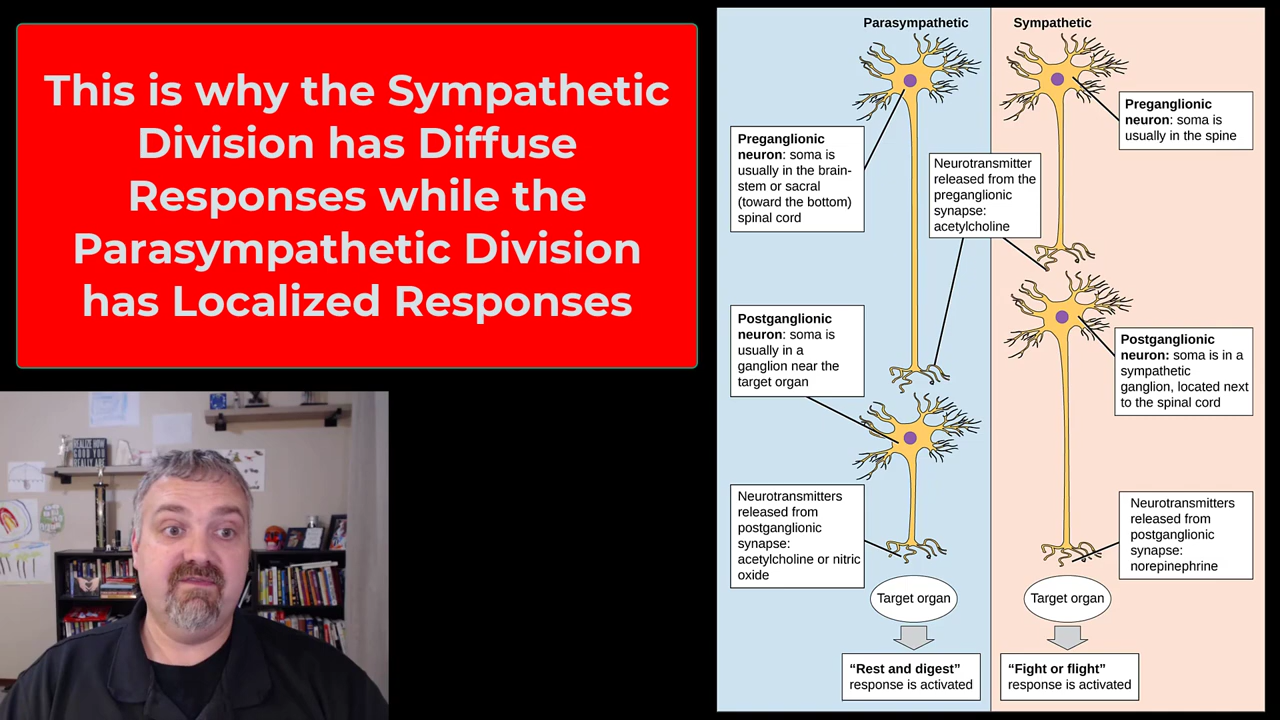 This is why the Sympathetic
Division has Diffuse
Responses while the
Parasympathetic Division
has Localized Responses
Parasympathetic
Preganglionic
neuron: soma is
usually in the brain-
stem or sacral
(toward the bottom)
spinal cord
Neurotransmitter
released from the
preganglionic
synapse:
acetylcholine
Postganglionic
neuron: soma is
usually in a
ganglion near the
target organ
Neurotransmitters
released from
postganglionic
synapse:
acetylcholine or nitric
oxide
Target organ
“Rest and digest”
response is activated
Sympathetic
Preganglionic
neuron: soma is
usually in the spine
Postganglionic
neuron: soma is in a
sympathetic
ganglion, located next
to the spinal cord
Neurotransmitters
released from
postganglionic
synapse:
norepinephrine
Target organ
“Fight or flight”
response is activated